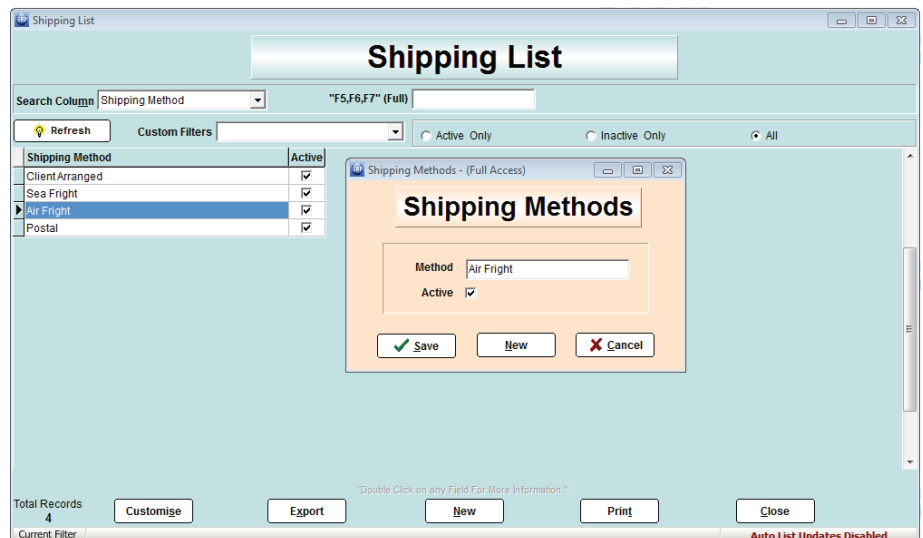 Shipping List
Shipping List
Search Column Shipping Method "F5,F6,F7" (Full)
Refresh Custom Filters Active Only Inactive Only All
Shipping Method Active
Client Arranged
Sea Fright
Air Fright
Postal
Shipping Methods - (Full Access)
Shipping Methods
Method Air Fright
Active
Save New Cancel
"Double Click on any Field For More Information."
Total Records
4
Customise Export New Print Close
Current Filter Auto List Updates Disabled